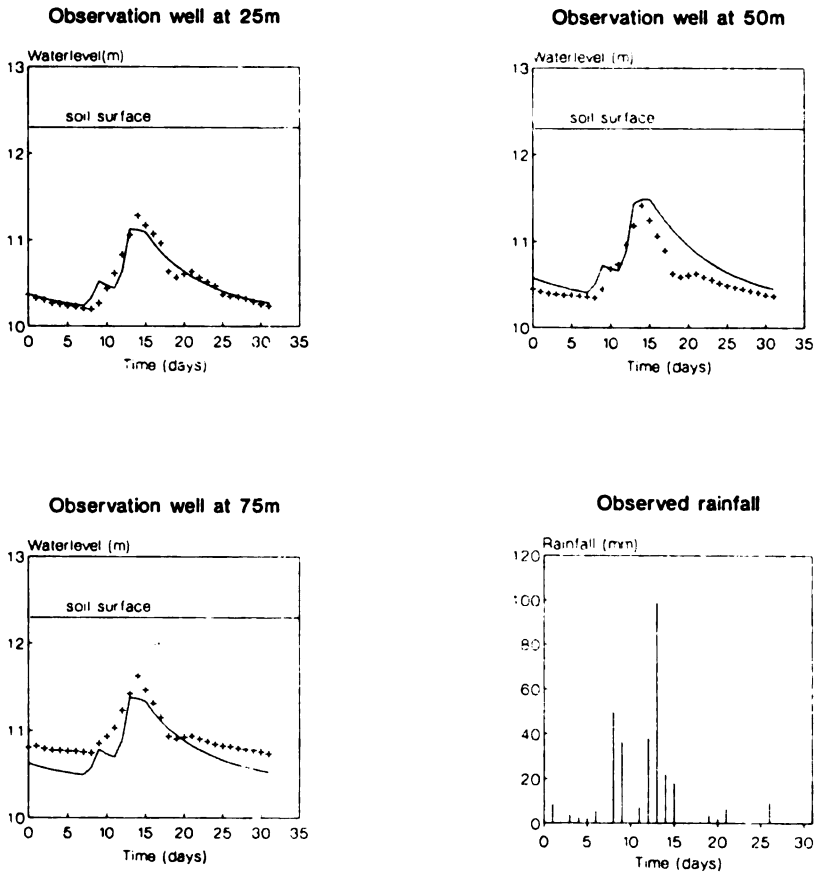 Observation well at 25m
Waterlevel(m)
13
soil surface
12
11
10
0 5 10 15 20 25 30 35
Time (days)
Observation well at 50m
Waterlevel (m)
13
soil surface
12
11
10
0 5 10 15 20 25 30 35
Time (days)
Observation well at 75m
Waterlevel (m)
13
soil surface
12
11
10
0 5 10 15 20 25 30 35
Time (days)
Observed rainfall
Rainfall (mm)
120
100
80
60
40
20
0
0 5 10 15 20 25 30
Time (days)